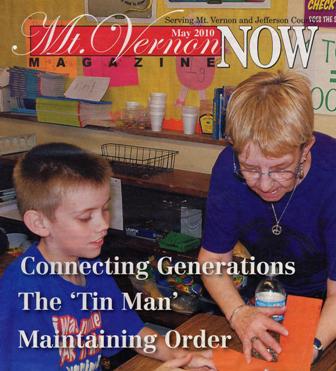 Serving Mt. Vernon and Jefferson Cou
Mt. Vernon NOW
May 2010
MAGAZINE
CHECK
Connecting Generations
The 'Tin Man'
Maintaining Order